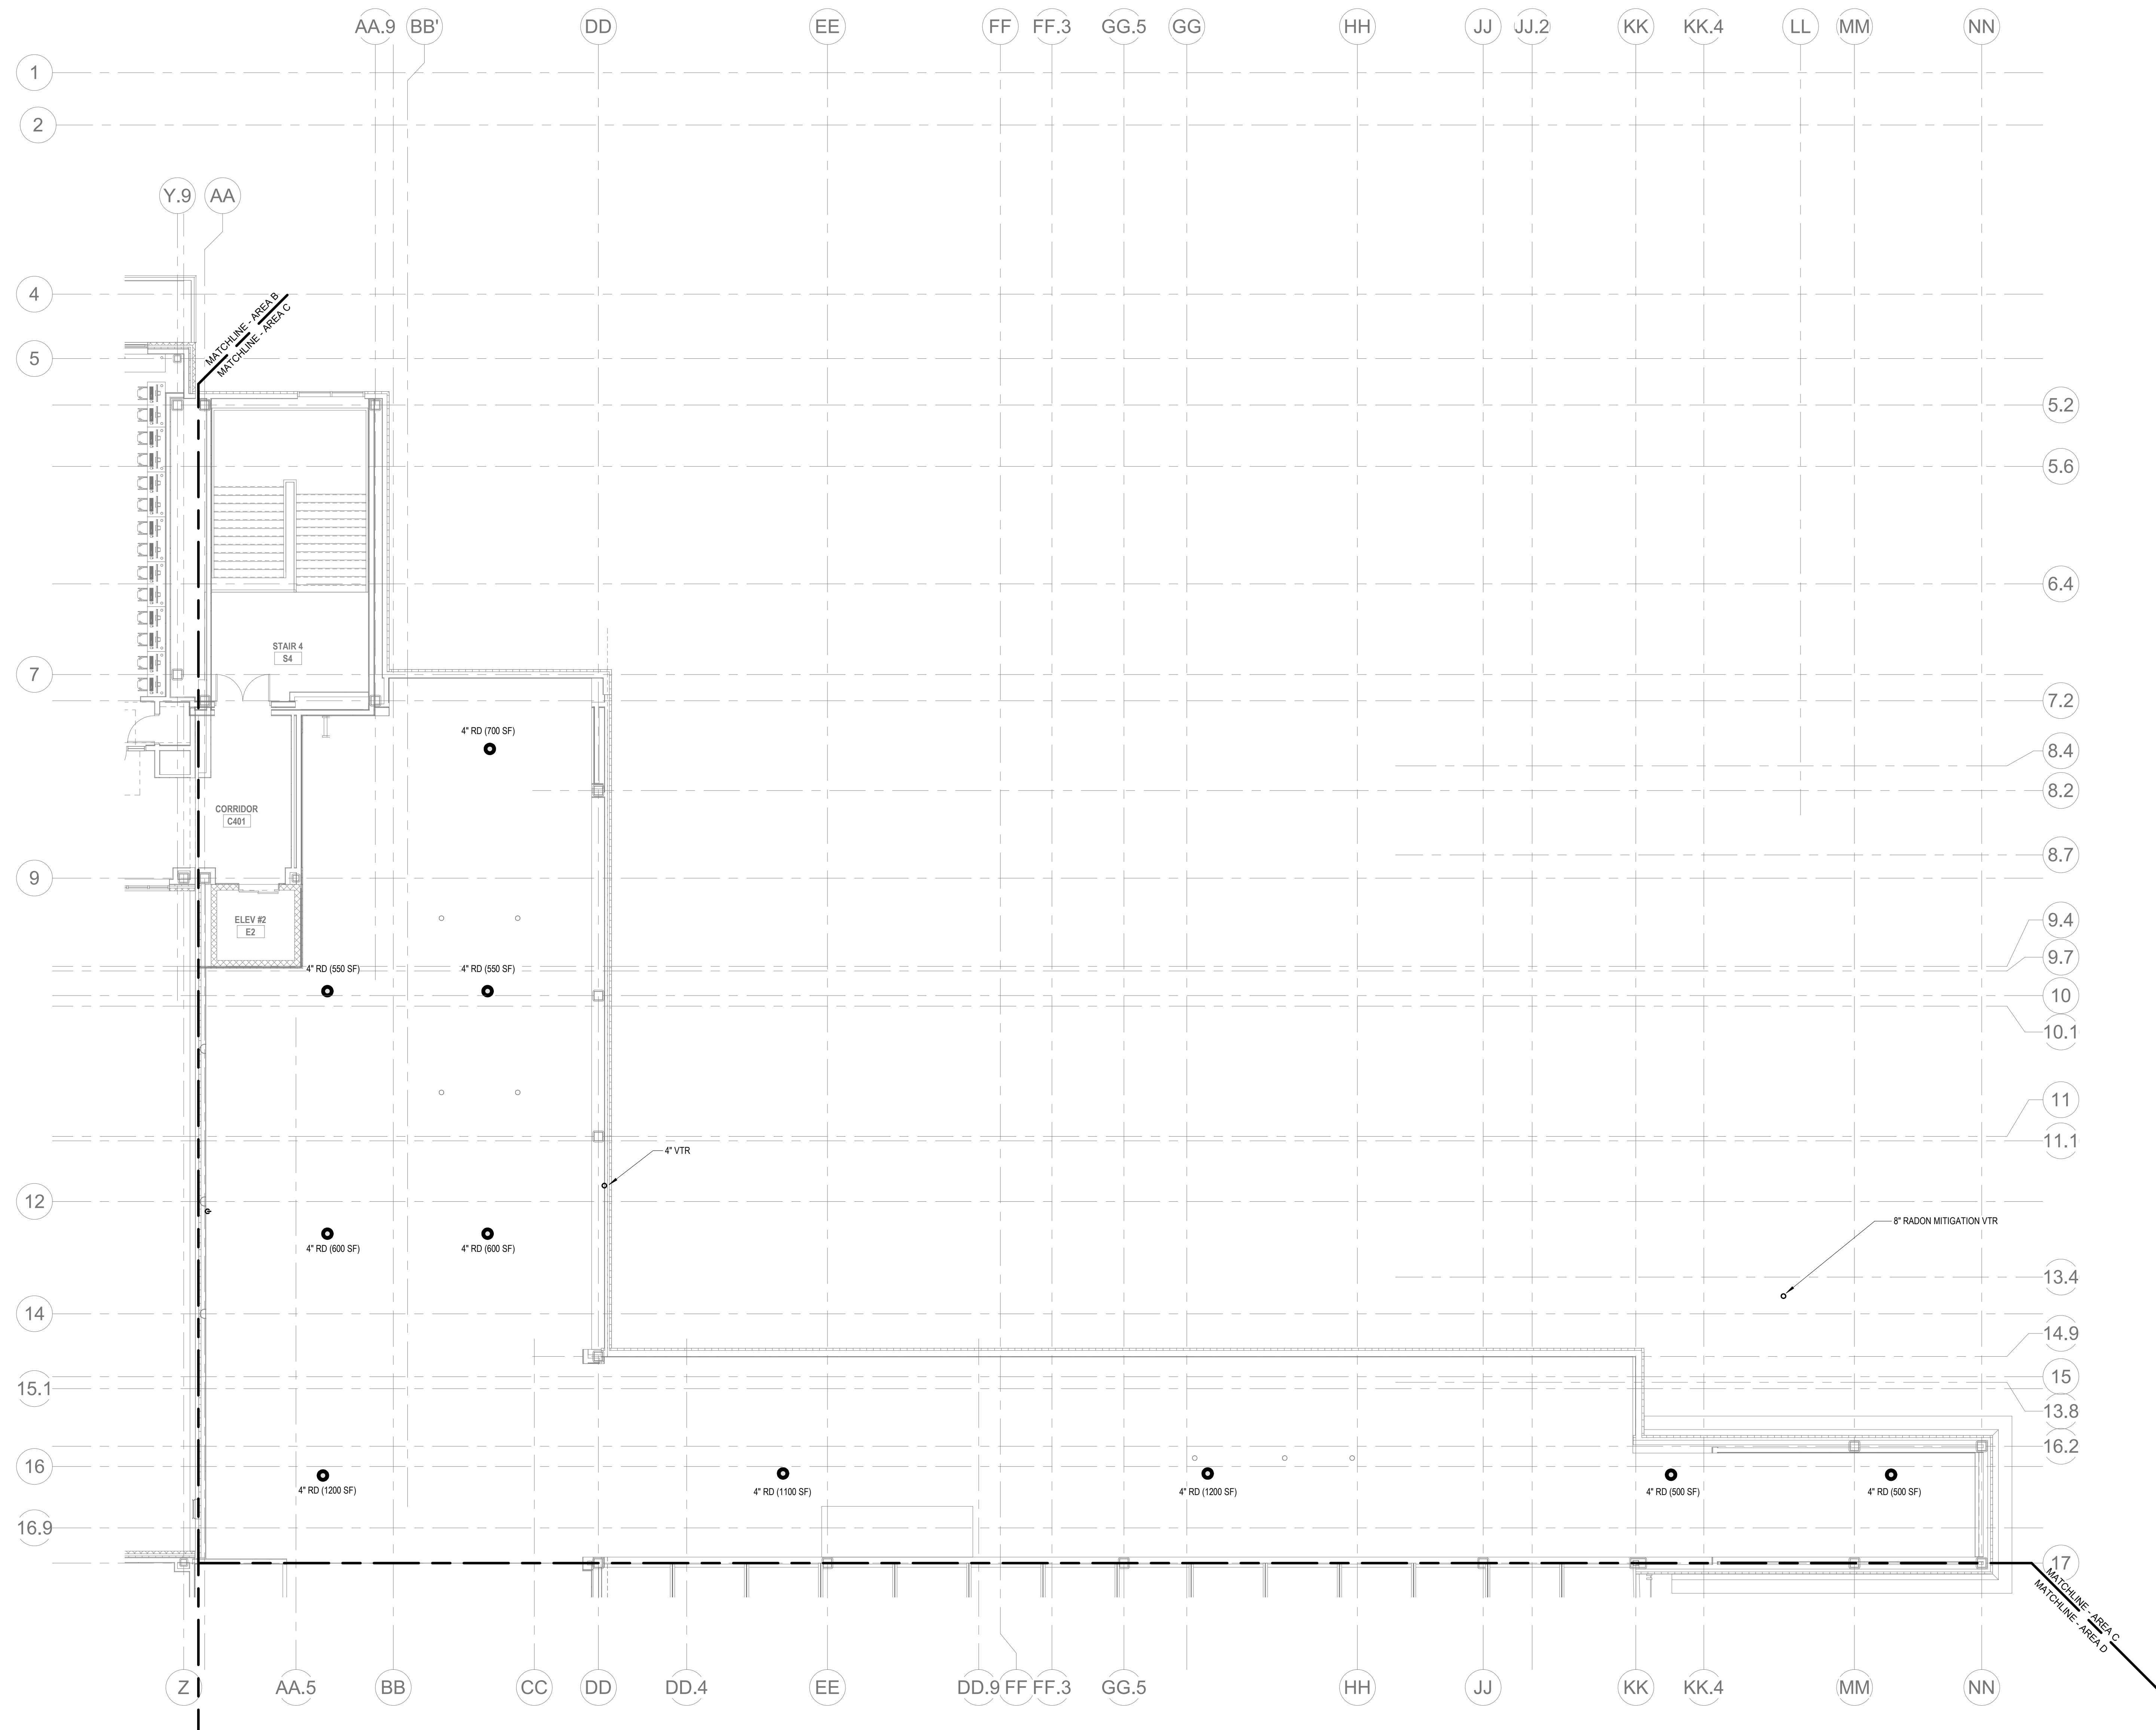 AA.9 BB' DD EE FF FF.3 GG.5 GG HH JJ JJ.2 KK KK.4 LL MM NN
1
2
Y.9 AA
4
MATCHLINE - AREA B
MATCHLINE - AREA C
5
5.2
5.6
6.4
STAIR 4
S4
7
7.2
4" RD (700 SF)
8.4
8.2
CORRIDOR
C401
8.7
9
ELEV #2
E2
9.4
9.7
4" RD (550 SF) 4" RD (550 SF)
10
10.1
11
11.1
4" VTR
12
8" RADON MITIGATION VTR
4" RD (600 SF) 4" RD (600 SF)
13.4
14
14.9
15
15.1
13.8
16.2
16
4" RD (1200 SF) 4" RD (1100 SF) 4" RD (1200 SF) 4" RD (500 SF) 4" RD (500 SF)
16.9
17
MATCHLINE - AREA C
MATCHLINE - AREA D
Z AA.5 BB CC DD DD.4 EE DD.9 FF FF.3 GG.5 HH JJ KK KK.4 MM NN